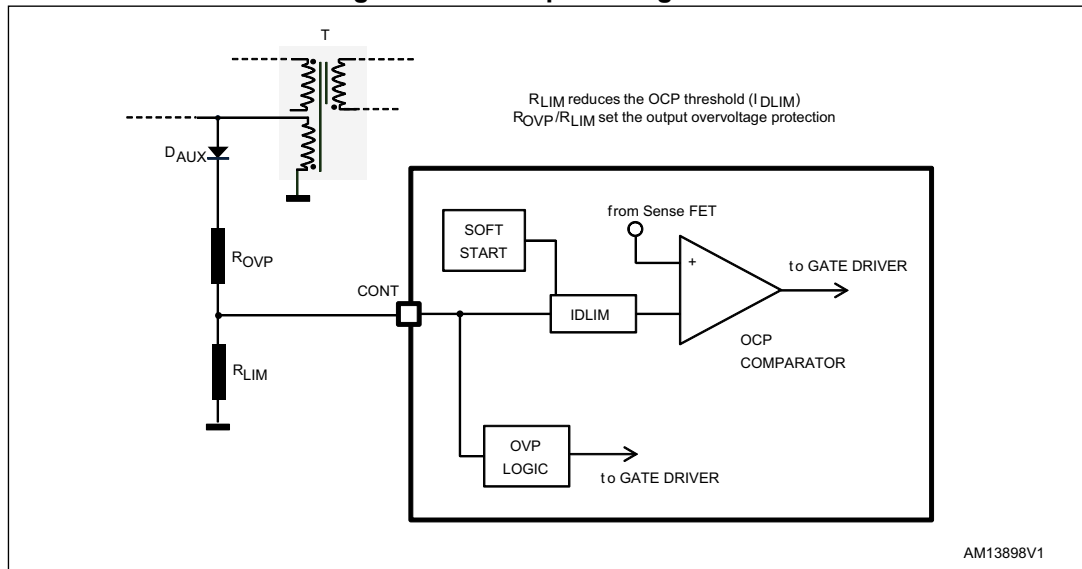 T
RLIM reduces the OCP threshold (IDLIM)
ROVP/RLIM set the output overvoltage protection
DAUX
from Sense FET
SOFT
START
+
to GATE DRIVER
ROVP
CONT
IDLIM
OCP
COMPARATOR
RLIM
OVP
LOGIC
to GATE DRIVER
AM13898V1